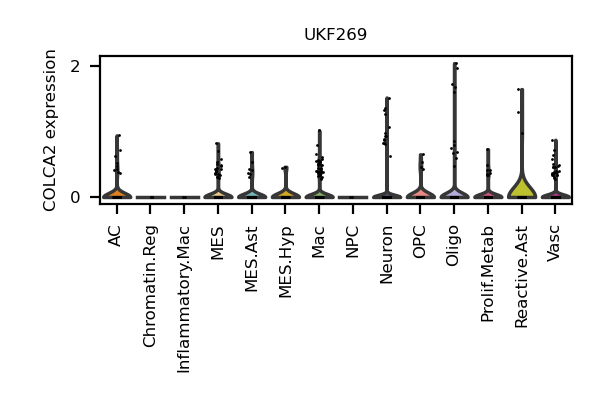 UKF269
COLCA2 expression
2
0
AC
Chromatin.Reg
Inflammatory.Mac
MES
MES.Ast
MES.Hyp
Mac
NPC
Neuron
OPC
Oligo
Prolif.Metab
Reactive.Ast
Vasc